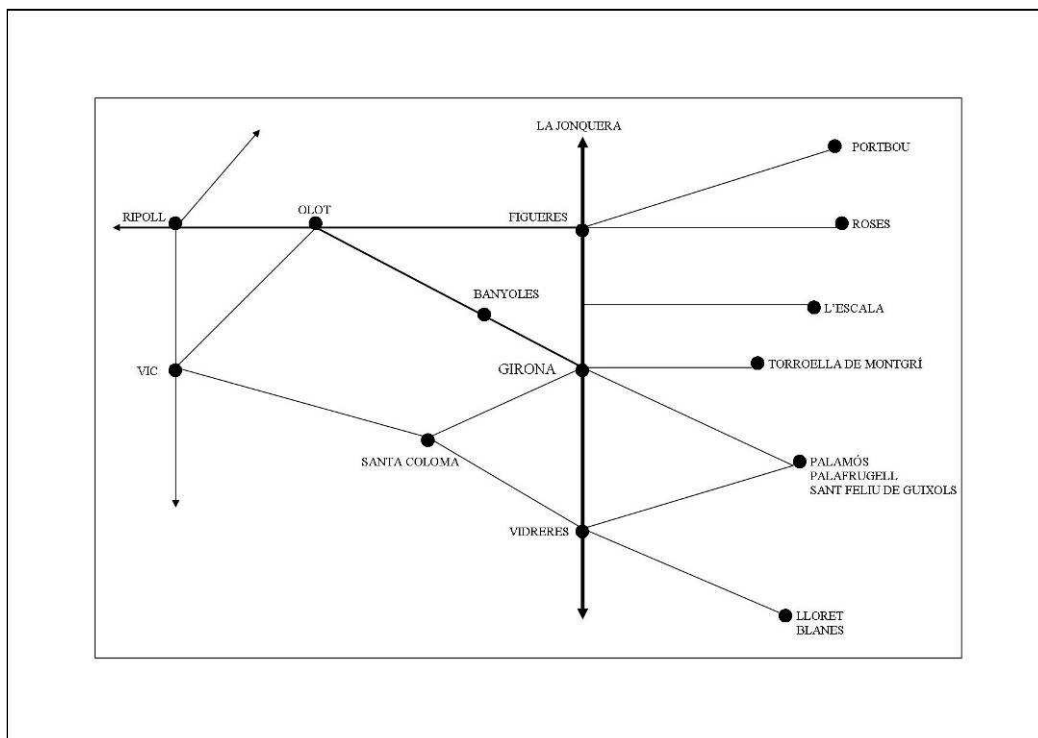 LA JONQUERA
PORTBOU
RIPOLL
OLOT
FIGUERES
ROSES
BANYOLES
L'ESCALA
VIC
GIRONA
TORROELLA DE MONTGRÍ
SANTA COLOMA
PALAMÓS
PALAFRUGELL
SANT FELIU DE GUIXOLS
VIDRERES
LLORET
BLANES